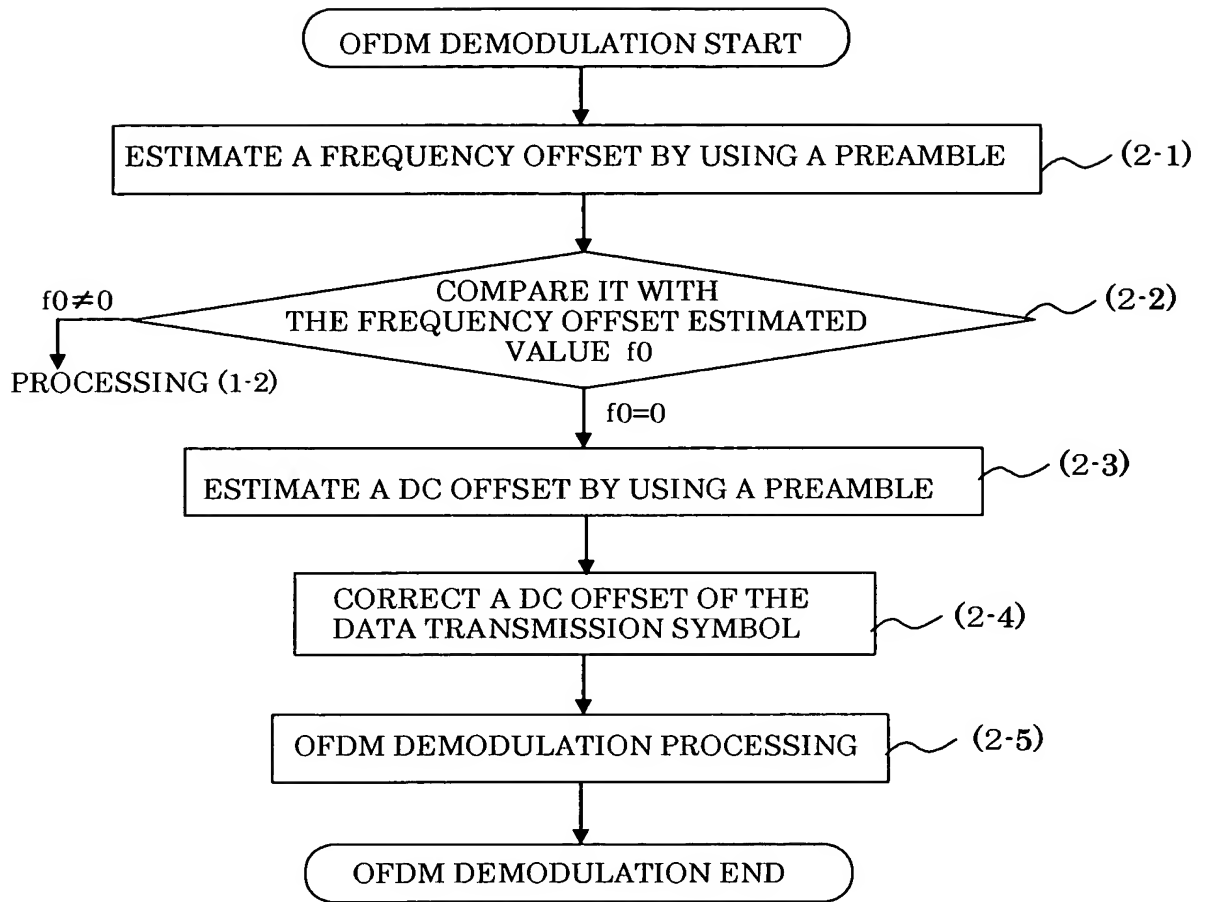 OFDM DEMODULATION START
ESTIMATE A FREQUENCY OFFSET BY USING A PREAMBLE
(2-1)
f0≠0
COMPARE IT WITH
THE FREQUENCY OFFSET ESTIMATED
VALUE f0
(2-2)
PROCESSING (1-2)
f0=0
ESTIMATE A DC OFFSET BY USING A PREAMBLE
(2-3)
CORRECT A DC OFFSET OF THE
DATA TRANSMISSION SYMBOL
(2-4)
OFDM DEMODULATION PROCESSING
(2-5)
OFDM DEMODULATION END